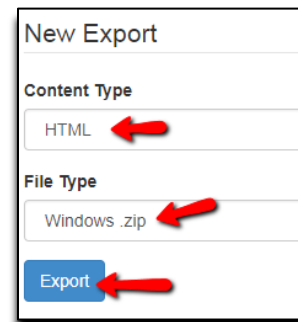 New Export
Content Type
HTML
File Type
Windows .zip
Export